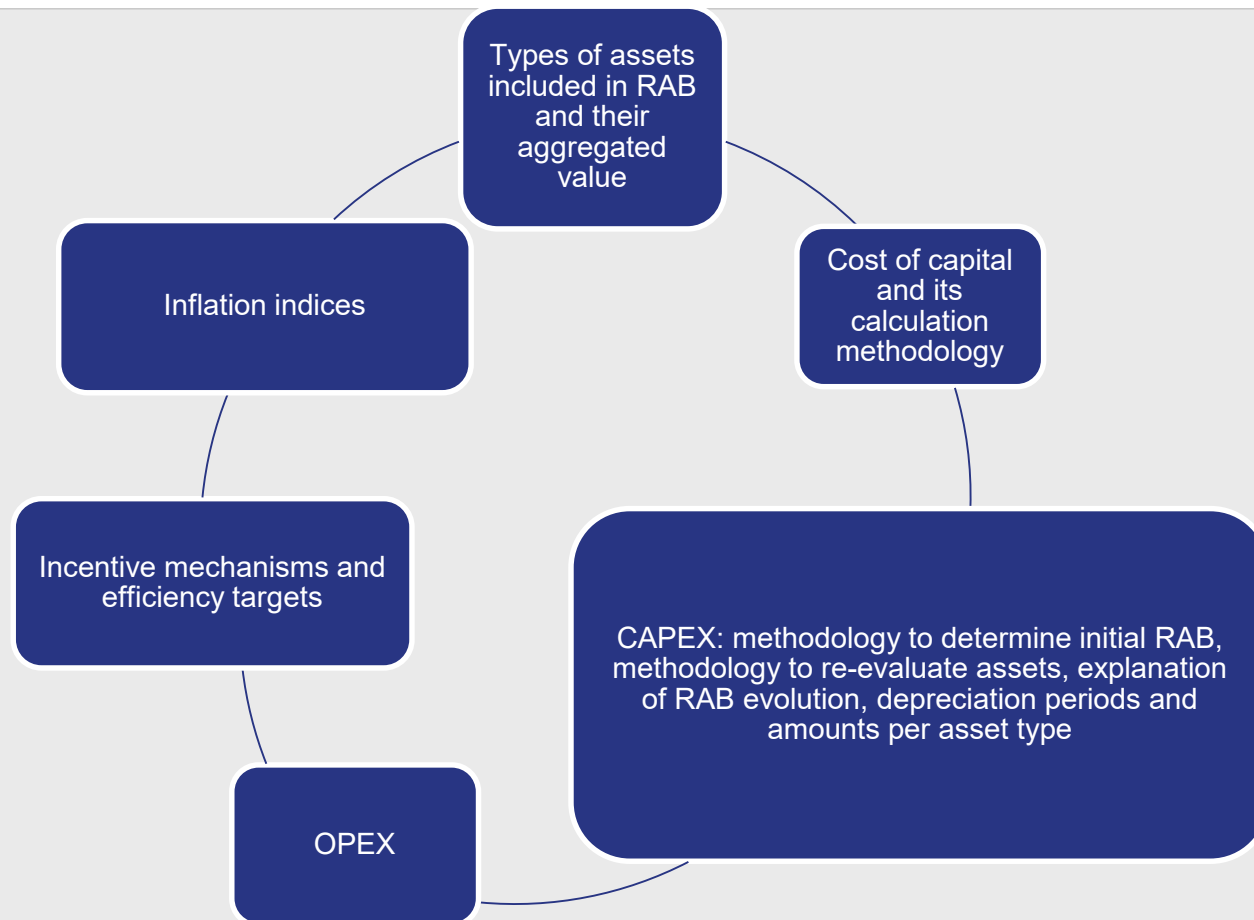 Types of assets
included in RAB
and their
aggregated
value
Cost of capital
and its
calculation
methodology
CAPEX: methodology to determine initial RAB,
methodology to re-evaluate assets, explanation
of RAB evolution, depreciation periods and
amounts per asset type
OPEX
Incentive mechanisms and
efficiency targets
Inflation indices